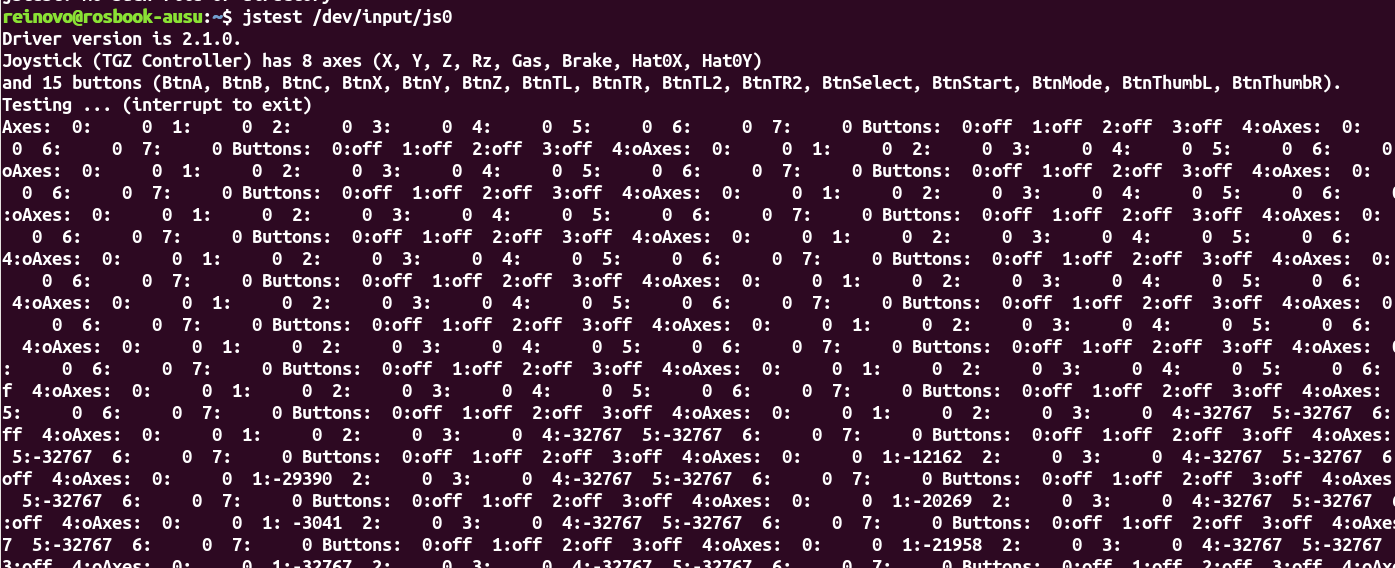 reinovo@rosbook-ausu:~$ jstest /dev/input/js0
Driver version is 2.1.0.
Joystick (TGZ Controller) has 8 axes (X, Y, Z, Rz, Gas, Brake, Hat0X, Hat0Y)
and 15 buttons (BtnA, BtnB, BtnC, BtnX, BtnY, BtnZ, BtnTL, BtnTR, BtnTL2, BtnTR2, BtnSelect, BtnStart, BtnMode, BtnThumbL, BtnThumbR).
Testing ... (interrupt to exit)
Axes:  0:     0  1:     0  2:     0  3:     0  4:     0  5:     0  6:     0  7:     0 Buttons:  0:off  1:off  2:off  3:off  4:oAxes:  0:
 0  6:     0  7:     0 Buttons:  0:off  1:off  2:off  3:off  4:oAxes:  0:     0  1:     0  2:     0  3:     0  4:     0  5:     0  6:     0
oAxes:  0:     0  1:     0  2:     0  3:     0  4:     0  5:     0  6:     0  7:     0 Buttons:  0:off  1:off  2:off  3:off  4:oAxes:  0:
  0  6:     0  7:     0 Buttons:  0:off  1:off  2:off  3:off  4:oAxes:  0:     0  1:     0  2:     0  3:     0  4:     0  5:     0  6:
:oAxes:  0:     0  1:     0  2:     0  3:     0  4:     0  5:     0  6:     0  7:     0 Buttons:  0:off  1:off  2:off  3:off  4:oAxes:  0:
   0  6:     0  7:     0 Buttons:  0:off  1:off  2:off  3:off  4:oAxes:  0:     0  1:     0  2:     0  3:     0  4:     0  5:     0  6:
4:oAxes:  0:     0  1:     0  2:     0  3:     0  4:     0  5:     0  6:     0  7:     0 Buttons:  0:off  1:off  2:off  3:off  4:oAxes:  0:
    0  6:     0  7:     0 Buttons:  0:off  1:off  2:off  3:off  4:oAxes:  0:     0  1:     0  2:     0  3:     0  4:     0  5:     0  6:
 4:oAxes:  0:     0  1:     0  2:     0  3:     0  4:     0  5:     0  6:     0  7:     0 Buttons:  0:off  1:off  2:off  3:off  4:oAxes:  0
     0  6:     0  7:     0 Buttons:  0:off  1:off  2:off  3:off  4:oAxes:  0:     0  1:     0  2:     0  3:     0  4:     0  5:     0  6:
  4:oAxes:  0:     0  1:     0  2:     0  3:     0  4:     0  5:     0  6:     0  7:     0 Buttons:  0:off  1:off  2:off  3:off  4:oAxes:
:     0  6:     0  7:     0 Buttons:  0:off  1:off  2:off  3:off  4:oAxes:  0:     0  1:     0  2:     0  3:     0  4:     0  5:     0  6:
f  4:oAxes:  0:     0  1:     0  2:     0  3:     0  4:     0  5:     0  6:     0  7:     0 Buttons:  0:off  1:off  2:off  3:off  4:oAxes:
5:     0  6:     0  7:     0 Buttons:  0:off  1:off  2:off  3:off  4:oAxes:  0:     0  1:     0  2:     0  3:     0  4:-32767  5:-32767  6:
ff  4:oAxes:  0:     0  1:     0  2:     0  3:     0  4:-32767  5:-32767  6:     0  7:     0 Buttons:  0:off  1:off  2:off  3:off  4:oAxes:
 5:-32767  6:     0  7:     0 Buttons:  0:off  1:off  2:off  3:off  4:oAxes:  0:     0  1:-12162  2:     0  3:     0  4:-32767  5:-32767  6
off  4:oAxes:  0:     0  1:-29390  2:     0  3:     0  4:-32767  5:-32767  6:     0  7:     0 Buttons:  0:off  1:off  2:off  3:off  4:oAxes
  5:-32767  6:     0  7:     0 Buttons:  0:off  1:off  2:off  3:off  4:oAxes:  0:     0  1:-20269  2:     0  3:     0  4:-32767  5:-32767
:off  4:oAxes:  0:     0  1: -3041  2:     0  3:     0  4:-32767  5:-32767  6:     0  7:     0 Buttons:  0:off  1:off  2:off  3:off  4:oAxes
7  5:-32767  6:     0  7:     0 Buttons:  0:off  1:off  2:off  3:off  4:oAxes:  0:     0  1:-21958  2:     0  3:     0  4:-32767  5:-32767
3:off  4:oAxes:  0:     0  1:-32767  2:     0  3:     0  4:-32767  5:-32767  6:     0  7:     0 Buttons:  0:off  1:off  2:off  3:off  4:oAx